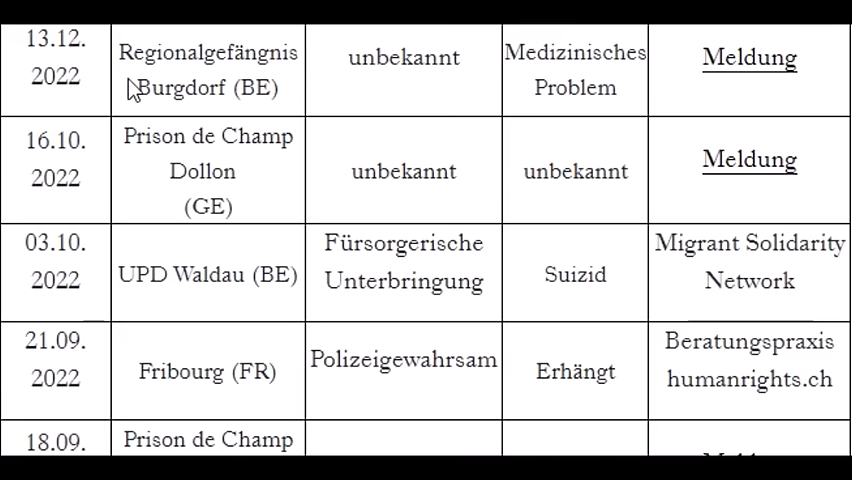 13.12.
2022
Regionalgefängnis
Burgdorf (BE)
unbekannt
Medizinisches
Problem
Meldung
16.10.
2022
Prison de Champ
Dollon
(GE)
unbekannt
unbekannt
Meldung
03.10.
2022
UPD Waldau (BE)
Fürsorgerische
Unterbringung
Suizid
Migrant Solidarity
Network
21.09.
2022
Fribourg (FR)
Polizeigewahrsam
Erhängt
Beratungspraxis
humanrights.ch
18.09.
Prison de Champ